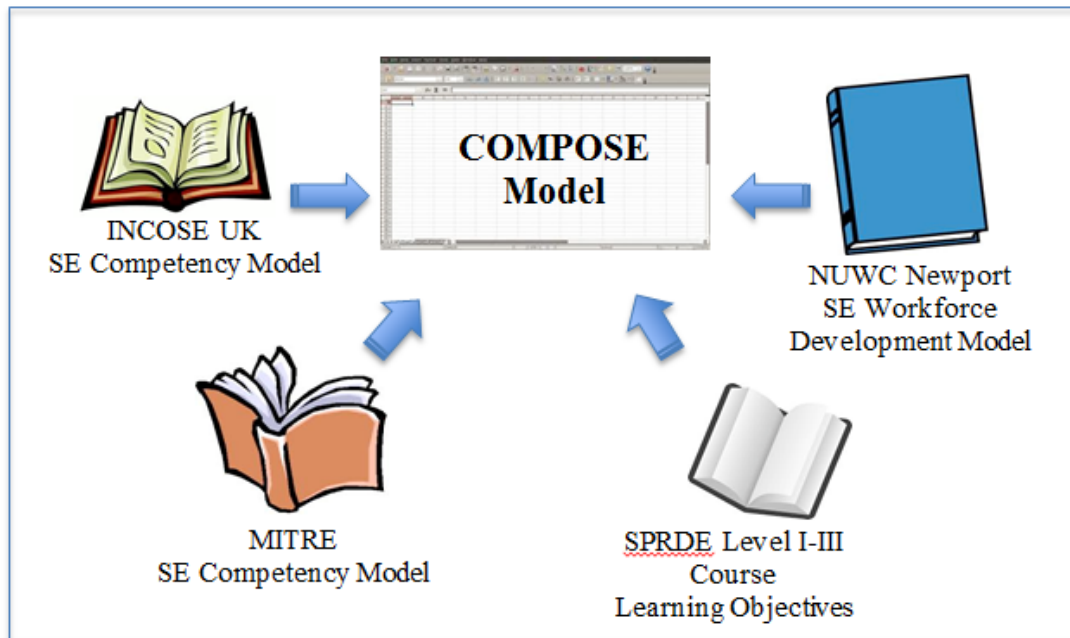 COMPOSE
Model
INCOSE UK
SE Competency Model
NUWC Newport
SE Workforce
Development Model
MITRE
SE Competency Model
SPRDE Level I-III
Course
Learning Objectives